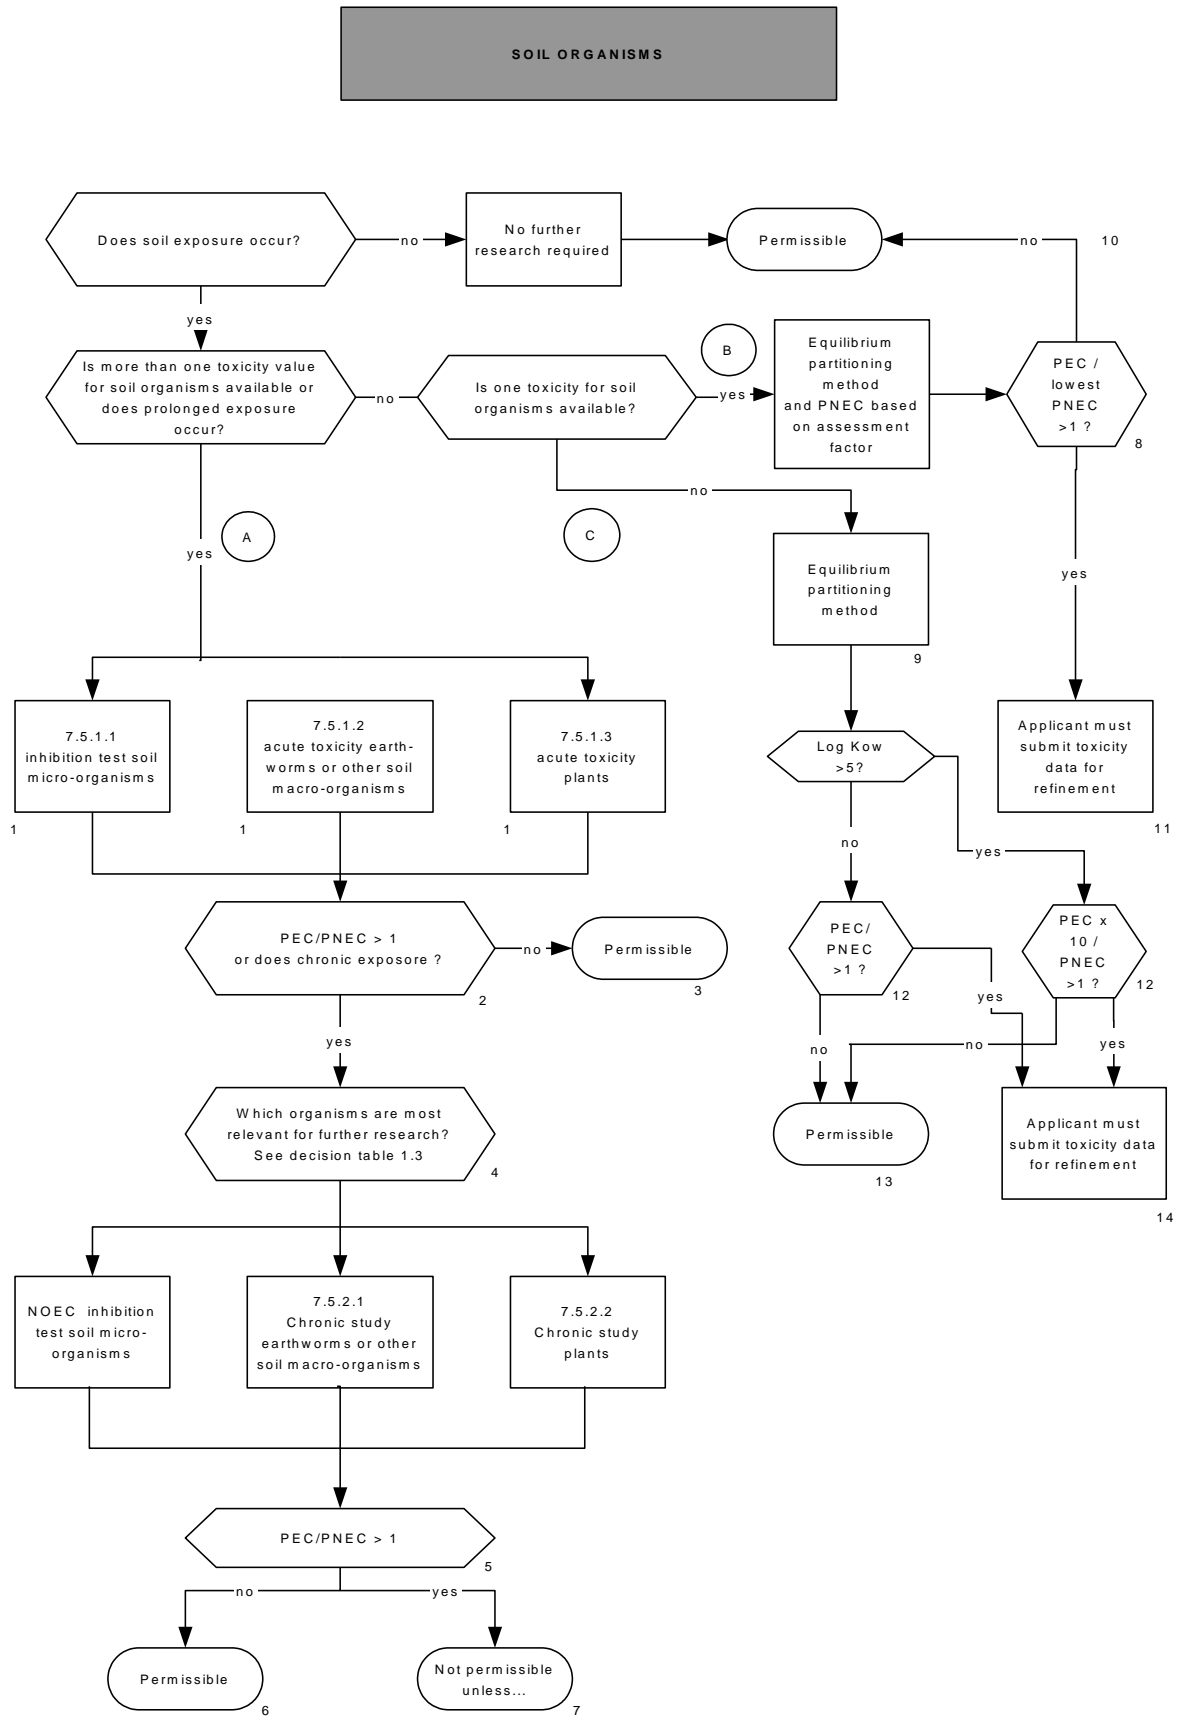 SOIL ORGANISMS
Does soil exposure occur?
no
No further
research required
Permissible
no
10
yes
Is more than one toxicity value
for soil organisms available or
does prolonged exposure
occur?
no
Is one toxicity for soil
organisms available?
B
yes
Equilibrium
partitioning
method
and PNEC based
on assessment
factor
PEC /
lowest
PNEC
>1 ?
8
no
A
yes
C
Equilibrium
partitioning
method
9
yes
7.5.1.1
inhibition test soil
micro-organisms
1
7.5.1.2
acute toxicity earth-
worms or other soil
macro-organisms
1
7.5.1.3
acute toxicity
plants
1
Log Kow
>5?
Applicant must
submit toxicity
data for
refinement
11
no
yes
PEC/PNEC > 1
or does chronic exposure ?
2
no
Permissible
3
PEC/
PNEC
>1 ?
12
PEC x
10 /
PNEC
>1 ?
12
yes
yes
no
no
yes
Which organisms are most
relevant for further research?
See decision table 1.3
4
Permissible
13
Applicant must
submit toxicity data
for refinement
14
NOEC inhibition
test soil micro-
organisms
7.5.2.1
Chronic study
earthworms or other
soil macro-organisms
7.5.2.2
Chronic study
plants
PEC/PNEC > 1
5
no
yes
Permissible
6
Not permissible
unless...
7